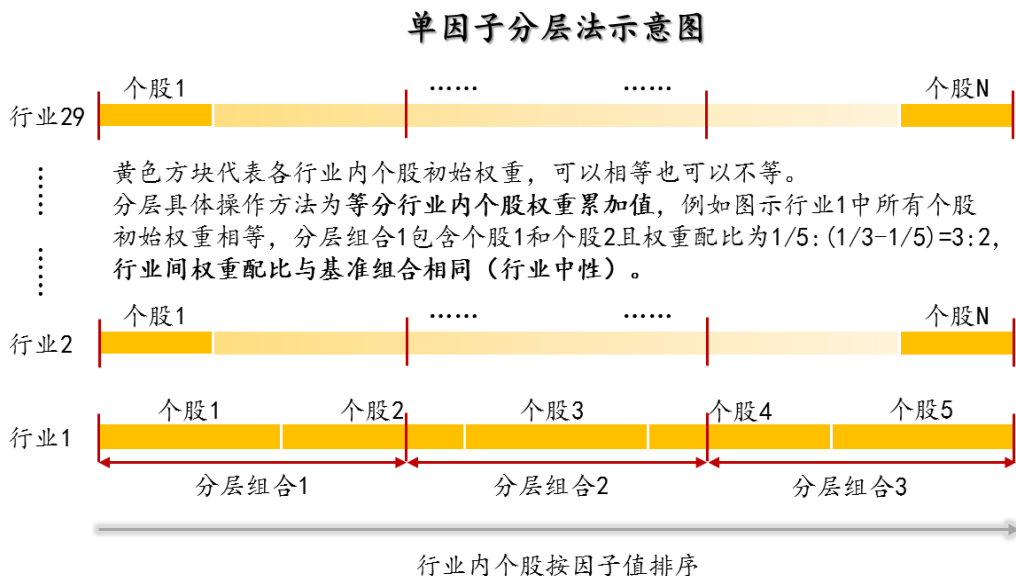 单因子分层法示意图
个股1 …… …… 个股N
行业29
黄色方块代表各行业内个股初始权重，可以相等也可以不等。
分层具体操作方法为等分行业内个股权重累加值，例如图示行业1中所有个股
初始权重相等，分层组合1包含个股1和个股2且权重配比为1/5:(1/3-1/5)=3:2，
行业间权重配比与基准组合相同（行业中性）。
……
……
个股1 …… …… 个股N
行业2
个股1 个股2 个股3 个股4 个股5
行业1
分层组合1 分层组合2 分层组合3
行业内个股按因子值排序